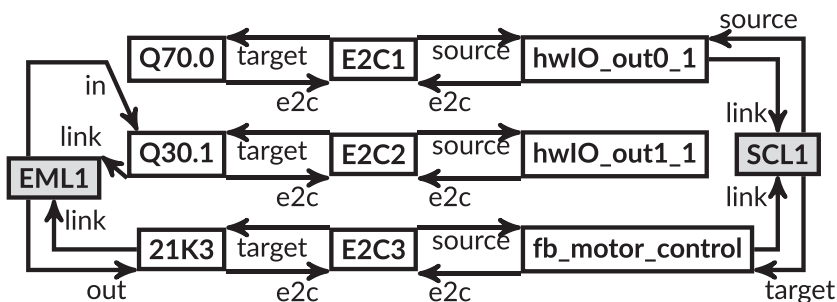 source
Q70.0 target E2C1 source hwIO_out0_1
in e2c e2c
link link
Q30.1 target E2C2 source hwIO_out1_1 SCL1
EML1
e2c e2c link
link
21K3 target E2C3 source fb_motor_control
out e2c e2c target